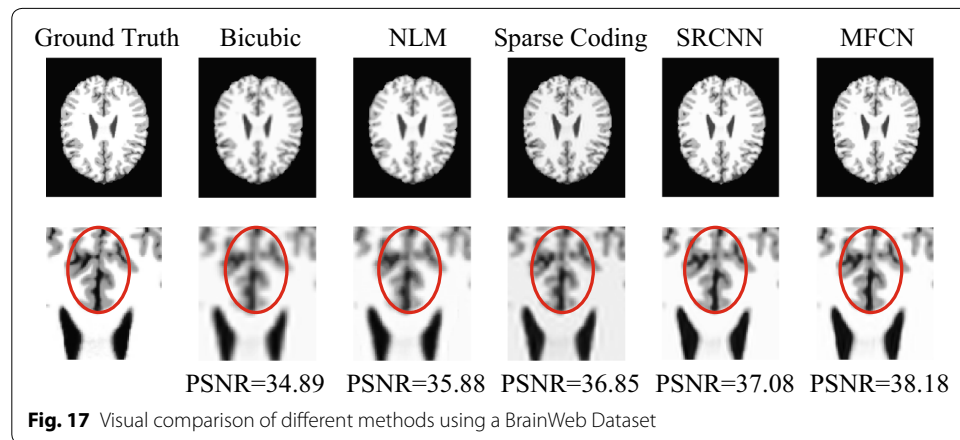 Ground Truth Bicubic NLM Sparse Coding SRCNN MFCN
PSNR=34.89 PSNR=35.88 PSNR=36.85 PSNR=37.08 PSNR=38.18
Fig. 17 Visual comparison of different methods using a BrainWeb Dataset